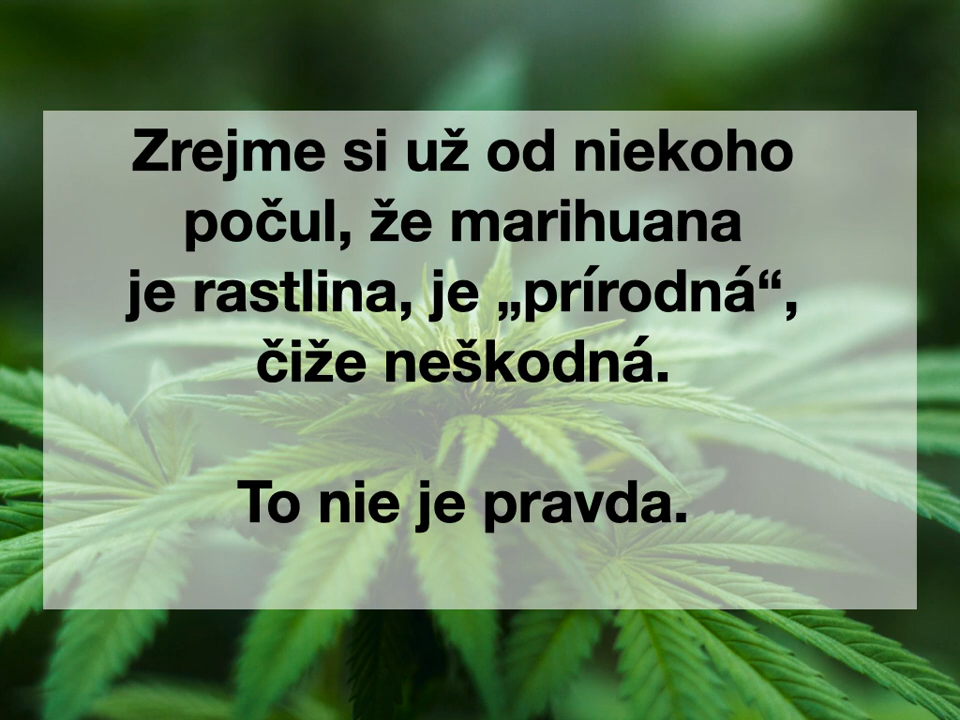 Zrejme si už od niekoho
počul, že marihuana
je rastlina, je „prírodná“,
čiže neškodná.
To nie je pravda.